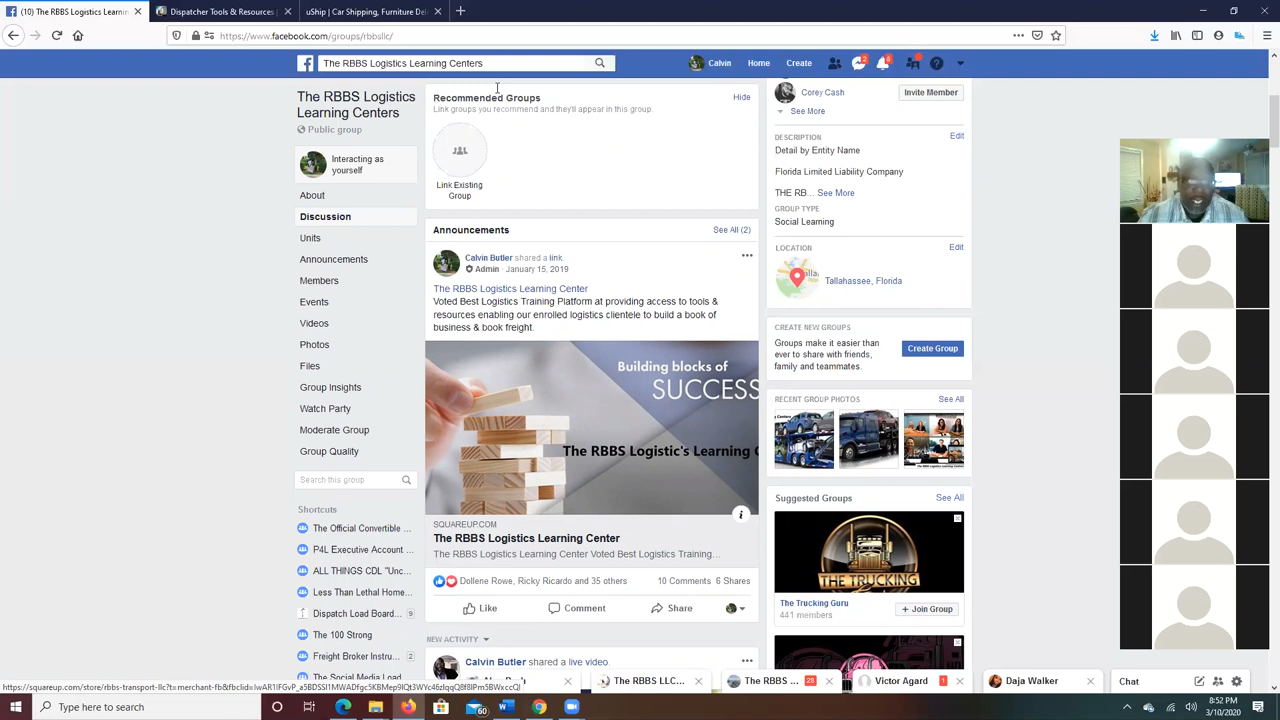 (10) The RBBS Logistics Learnin
Dispatcher Tools & Resources
uShip / Car Shipping, Furniture Del
https://www.facebook.com/groups/rbbsllc/
The RBBS Logistics Learning Centers
Calvin
Home
Create
2
8
The RBBS Logistics
Learning Centers
Public group
Interacting as
yourself
About
Discussion
Units
Announcements
Members
Events
Videos
Photos
Files
Group Insights
Watch Party
Moderate Group
Group Quality
Search this group
Shortcuts
The Official Convertible ...
P4L Executive Account ...
ALL THINGS CDL "Unc...
Less Than Lethal Home...
Dispatch Load Board... 9
The 100 Strong
Freight Broker Instru... 2
The Social Media Load
Recommended Groups
Hide
Link groups you recommend and they'll appear in this group.
Link Existing
Group
Announcements
See All (2)
Calvin Butler shared a link.
Admin · January 15, 2019
The RBBS Logistics Learning Center
Voted Best Logistics Training Platform at providing access to tools &
resources enabling our enrolled logistics clientele to build a book of
business & book freight.
Building blocks of
SUCCESS
The RBBS Logistic's Learning C
SQUAREUP.COM
The RBBS Logistics Learning Center
The RBBS Logistics Learning Center Voted Best Logistics Training...
Dollene Rowe, Ricky Ricardo and 35 others
10 Comments 6 Shares
Like
Comment
Share
NEW ACTIVITY
Calvin Butler shared a live video.
Corey Cash
Invite Member
See More
DESCRIPTION
Edit
Detail by Entity Name
Florida Limited Liability Company
THE RB... See More
GROUP TYPE
Social Learning
LOCATION
Edit
Tallahassee, Florida
CREATE NEW GROUPS
Groups make it easier than
ever to share with friends,
family and teammates.
Create Group
RECENT GROUP PHOTOS
See All
Suggested Groups
See All
THE TRUCKING
The Trucking Guru
441 members
+ Join Group
The RBBS LLC...
The RBBS ... 28
Victor Agard 1
Daja Walker
Chat
Type here to search
60
8:52 PM
3/10/2020